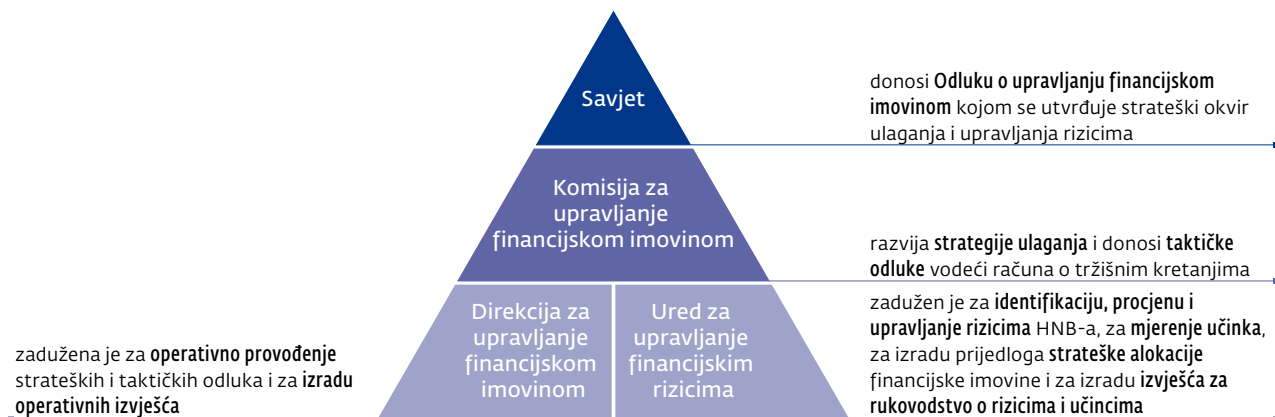 Savjet
donosi Odluku o upravljanju financijskom
imovinom kojom se utvrđuje strateški okvir
ulaganja i upravljanja rizicima
Komisija za
upravljanje
financijskom imovinom
razvija strategije ulaganja i donosi taktičke
odluke vodeći računa o tržišnim kretanjima
zadužena je za operativno provođenje
strateških i taktičkih odluka i za izradu
operativnih izvješća
Direkcija za
upravljanje
financijskom
imovinom
Ured za
upravljanje
financijskim
rizicima
zadužen je za identifikaciju, procjenu i
upravljanje rizicima HNB-a, za mjerenje učinka,
za izradu prijedloga strateške alokacije
financijske imovine i za izradu izvješća za
rukovodstvo o rizicima i učincima